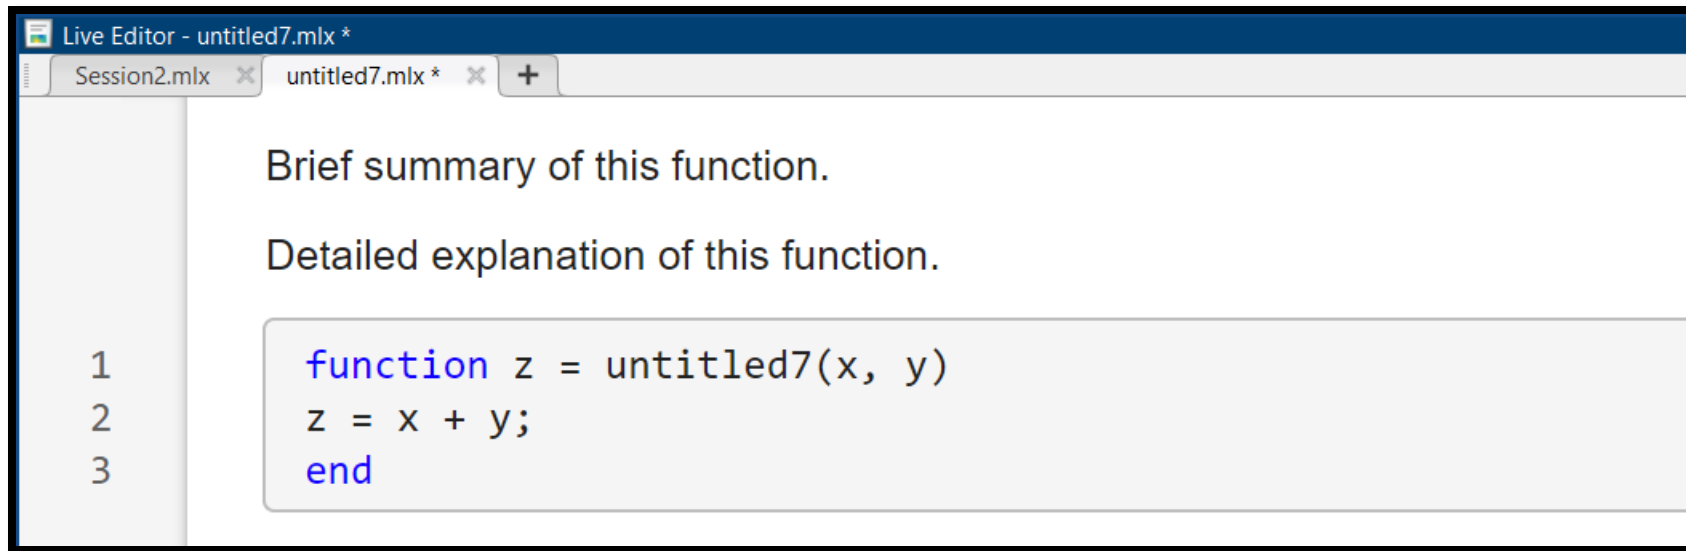 Live Editor - untitled7.mlx *
Session2.mlx untitled7.mlx * +
Brief summary of this function.
Detailed explanation of this function.
1 function z = untitled7(x, y)
2 z = x + y;
3 end